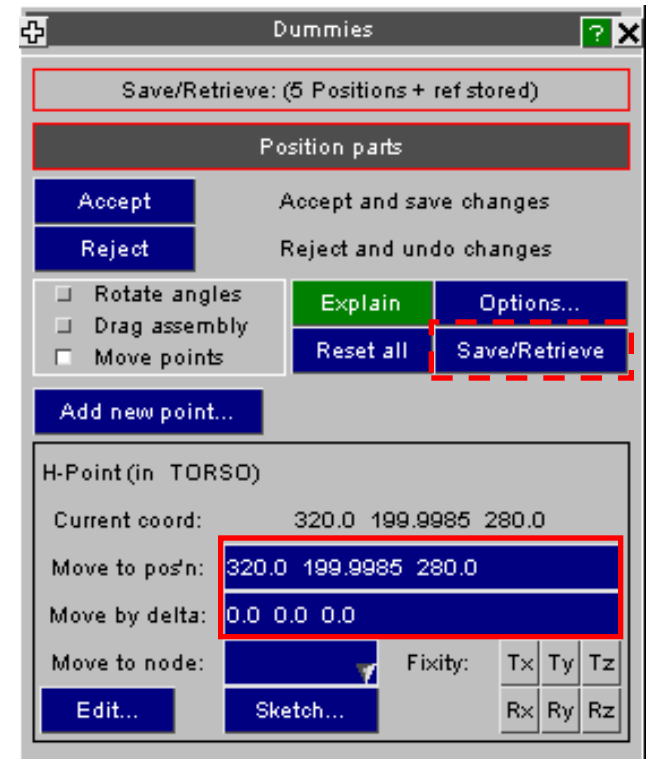 Dummies ? X
Save/Retrieve: (5 Positions + ref stored)
Position parts
Accept Accept and save changes
Reject Reject and undo changes
Rotate angles Explain Options...
Drag assembly
Move points Reset all Save/Retrieve
Add new point...
H-Point (in TORSO)
Current coord: 320.0 199.9985 280.0
Move to pos'n: 320.0 199.9985 280.0
Move by delta: 0.0 0.0 0.0
Move to node: Fixity: Tx Ty Tz
Edit... Sketch... Rx Ry Rz